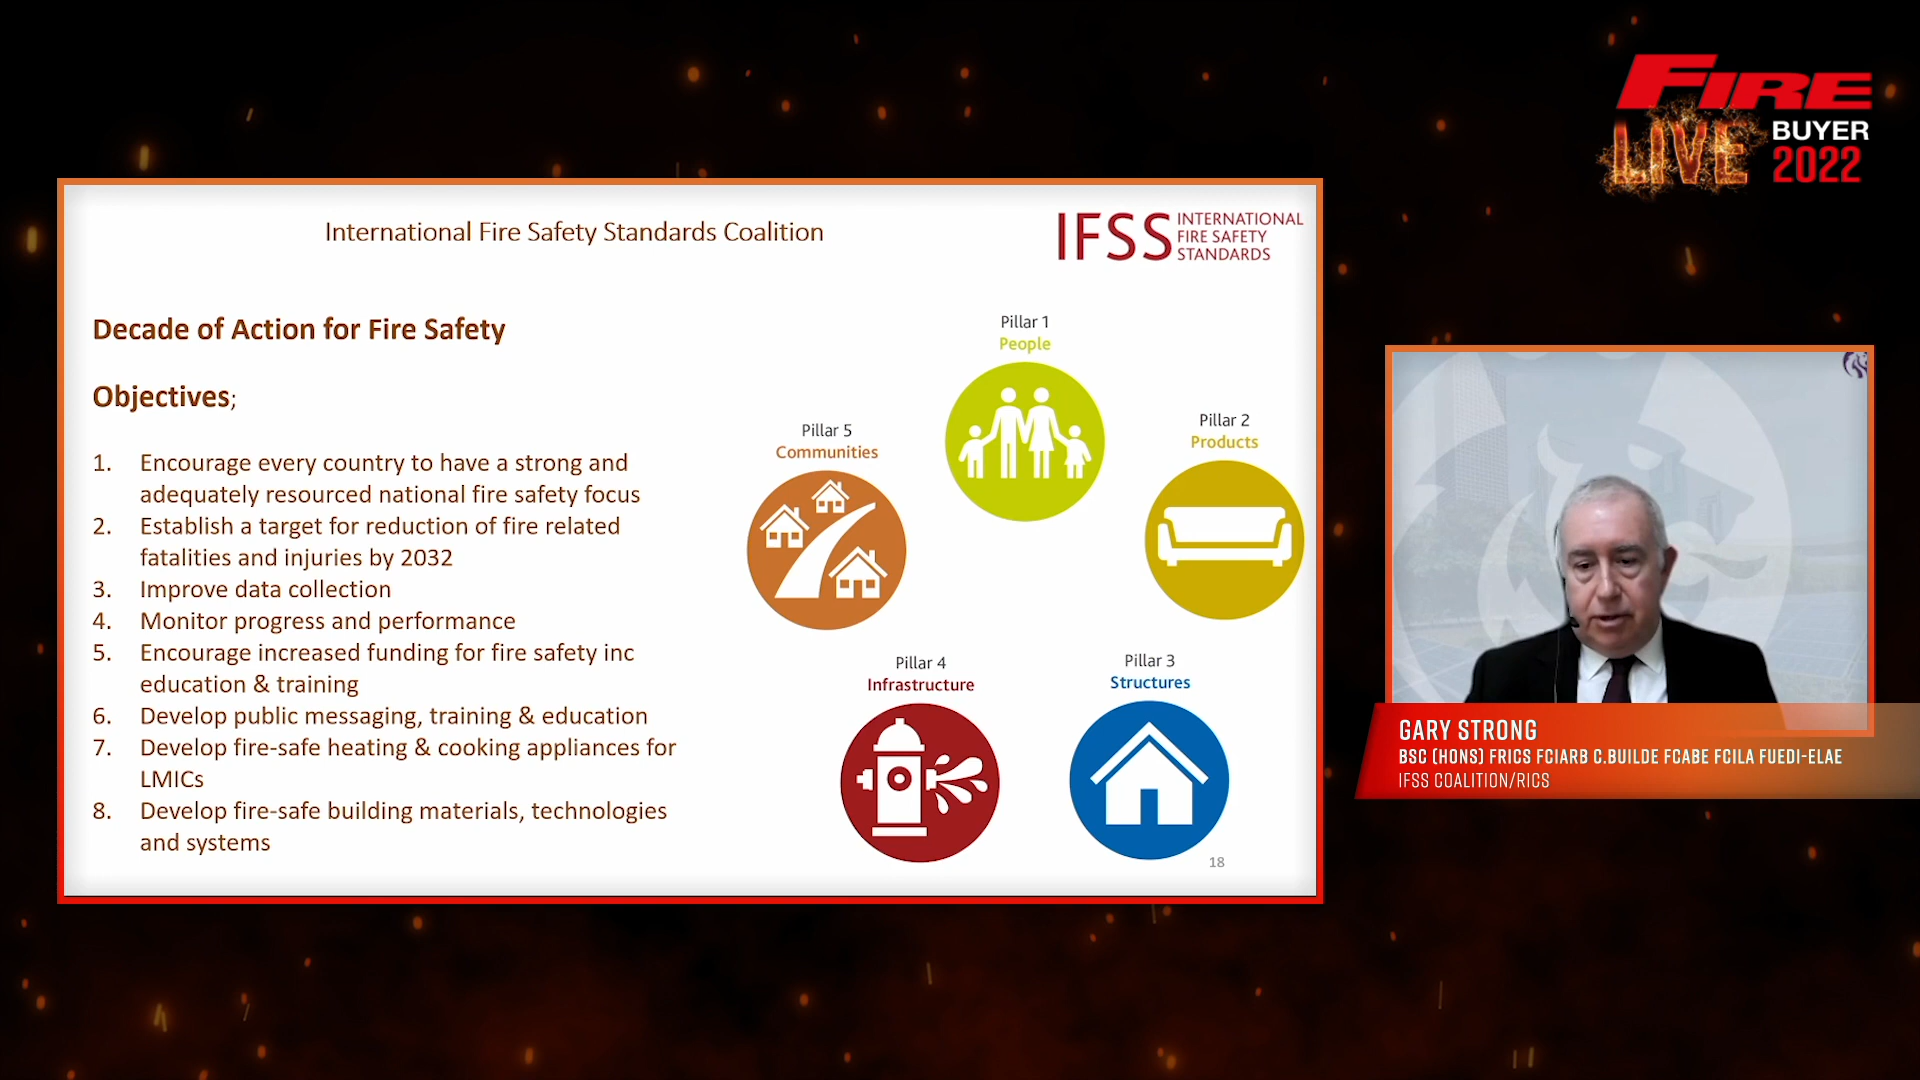 FIRE
LIVE
BUYER
2022
International Fire Safety Standards Coalition
IFSS
INTERNATIONAL
FIRE SAFETY
STANDARDS
Decade of Action for Fire Safety
Objectives;
1. Encourage every country to have a strong and
adequately resourced national fire safety focus
2. Establish a target for reduction of fire related
fatalities and injuries by 2032
3. Improve data collection
4. Monitor progress and performance
5. Encourage increased funding for fire safety inc
education & training
6. Develop public messaging, training & education
7. Develop fire-safe heating & cooking appliances for
LMICs
8. Develop fire-safe building materials, technologies
and systems
Pillar 1
People
Pillar 2
Products
Pillar 3
Structures
Pillar 4
Infrastructure
Pillar 5
Communities
18
GARY STRONG
BSC (HONS) FRICS FCIARB C.BUILDE FCABE FCILA FUEDI-ELAE
IFSS COALITION/RICS